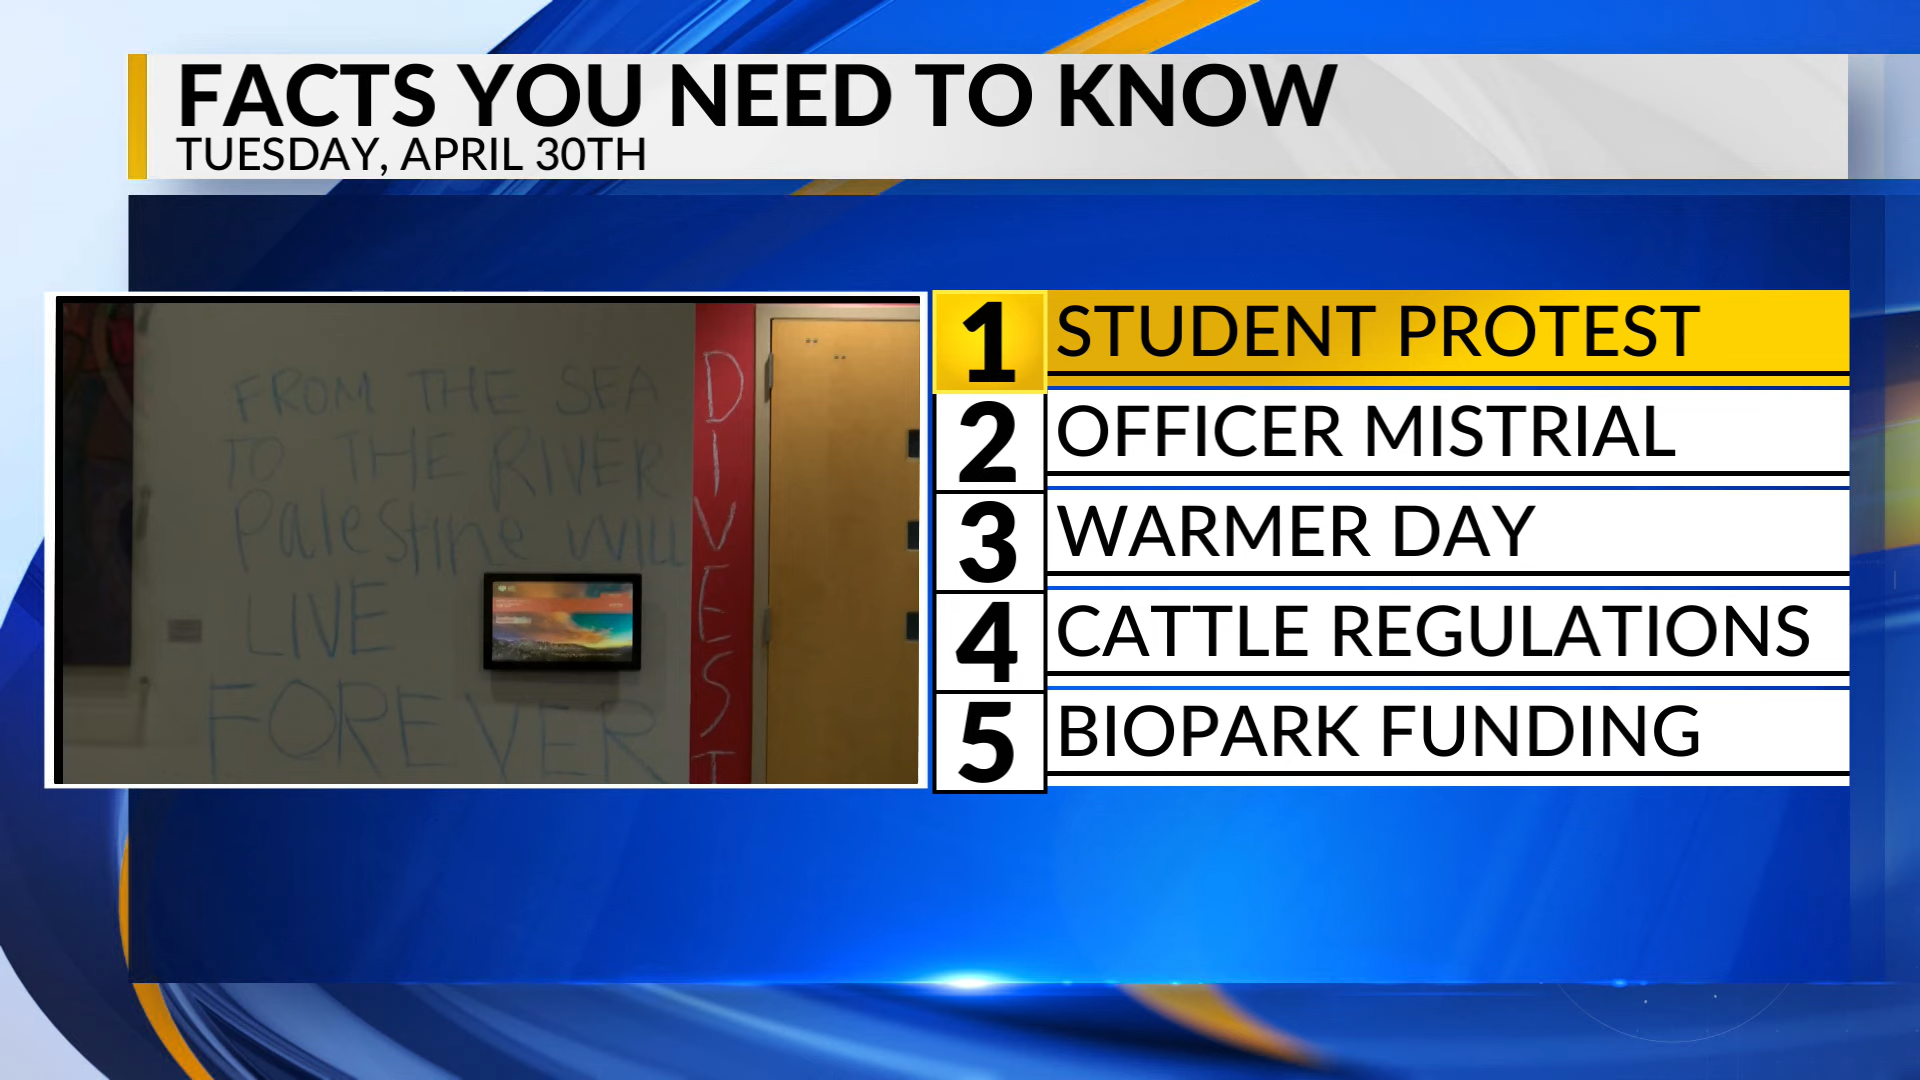 FACTS YOU NEED TO KNOW
TUESDAY, APRIL 30TH
FROM THE SEA
TO THE RIVER
Palestine WILL
LIVE
FOREVER
DIVEST
1 STUDENT PROTEST
2 OFFICER MISTRIAL
3 WARMER DAY
4 CATTLE REGULATIONS
5 BIOPARK FUNDING